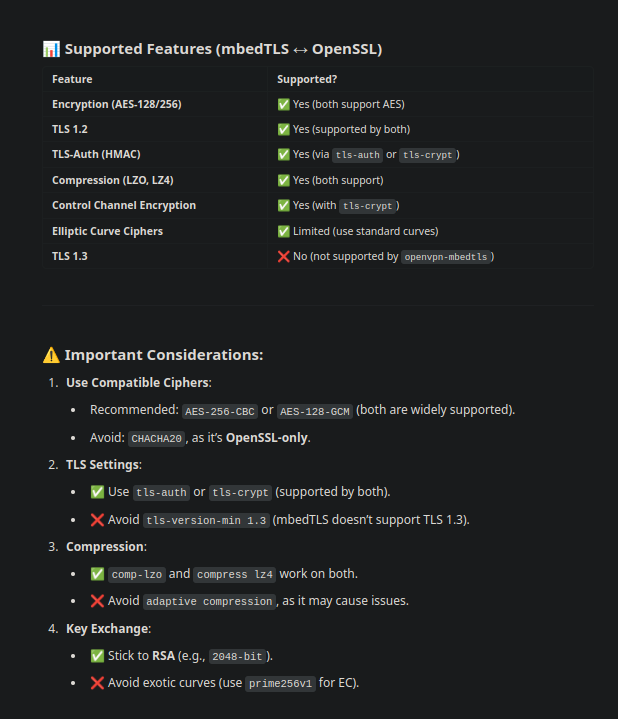 📊 Supported Features (mbedTLS ↔ OpenSSL)
Feature Supported?
Encryption (AES-128/256) ✅ Yes (both support AES)
TLS 1.2 ✅ Yes (supported by both)
TLS-Auth (HMAC) ✅ Yes (via tls-auth or tls-crypt)
Compression (LZO, LZ4) ✅ Yes (both support)
Control Channel Encryption ✅ Yes (with tls-crypt)
Elliptic Curve Ciphers ✅ Limited (use standard curves)
TLS 1.3 ❌ No (not supported by openvpn-mbedtls)
⚠️ Important Considerations:
1. Use Compatible Ciphers:
• Recommended: AES-256-CBC or AES-128-GCM (both are widely supported).
• Avoid: CHACHA20, as it’s OpenSSL-only.
2. TLS Settings:
• ✅ Use tls-auth or tls-crypt (supported by both).
• ❌ Avoid tls-version-min 1.3 (mbedTLS doesn’t support TLS 1.3).
3. Compression:
• ✅ comp-lzo and compress lz4 work on both.
• ❌ Avoid adaptive compression, as it may cause issues.
4. Key Exchange:
• ✅ Stick to RSA (e.g., 2048-bit).
• ❌ Avoid exotic curves (use prime256v1 for EC).